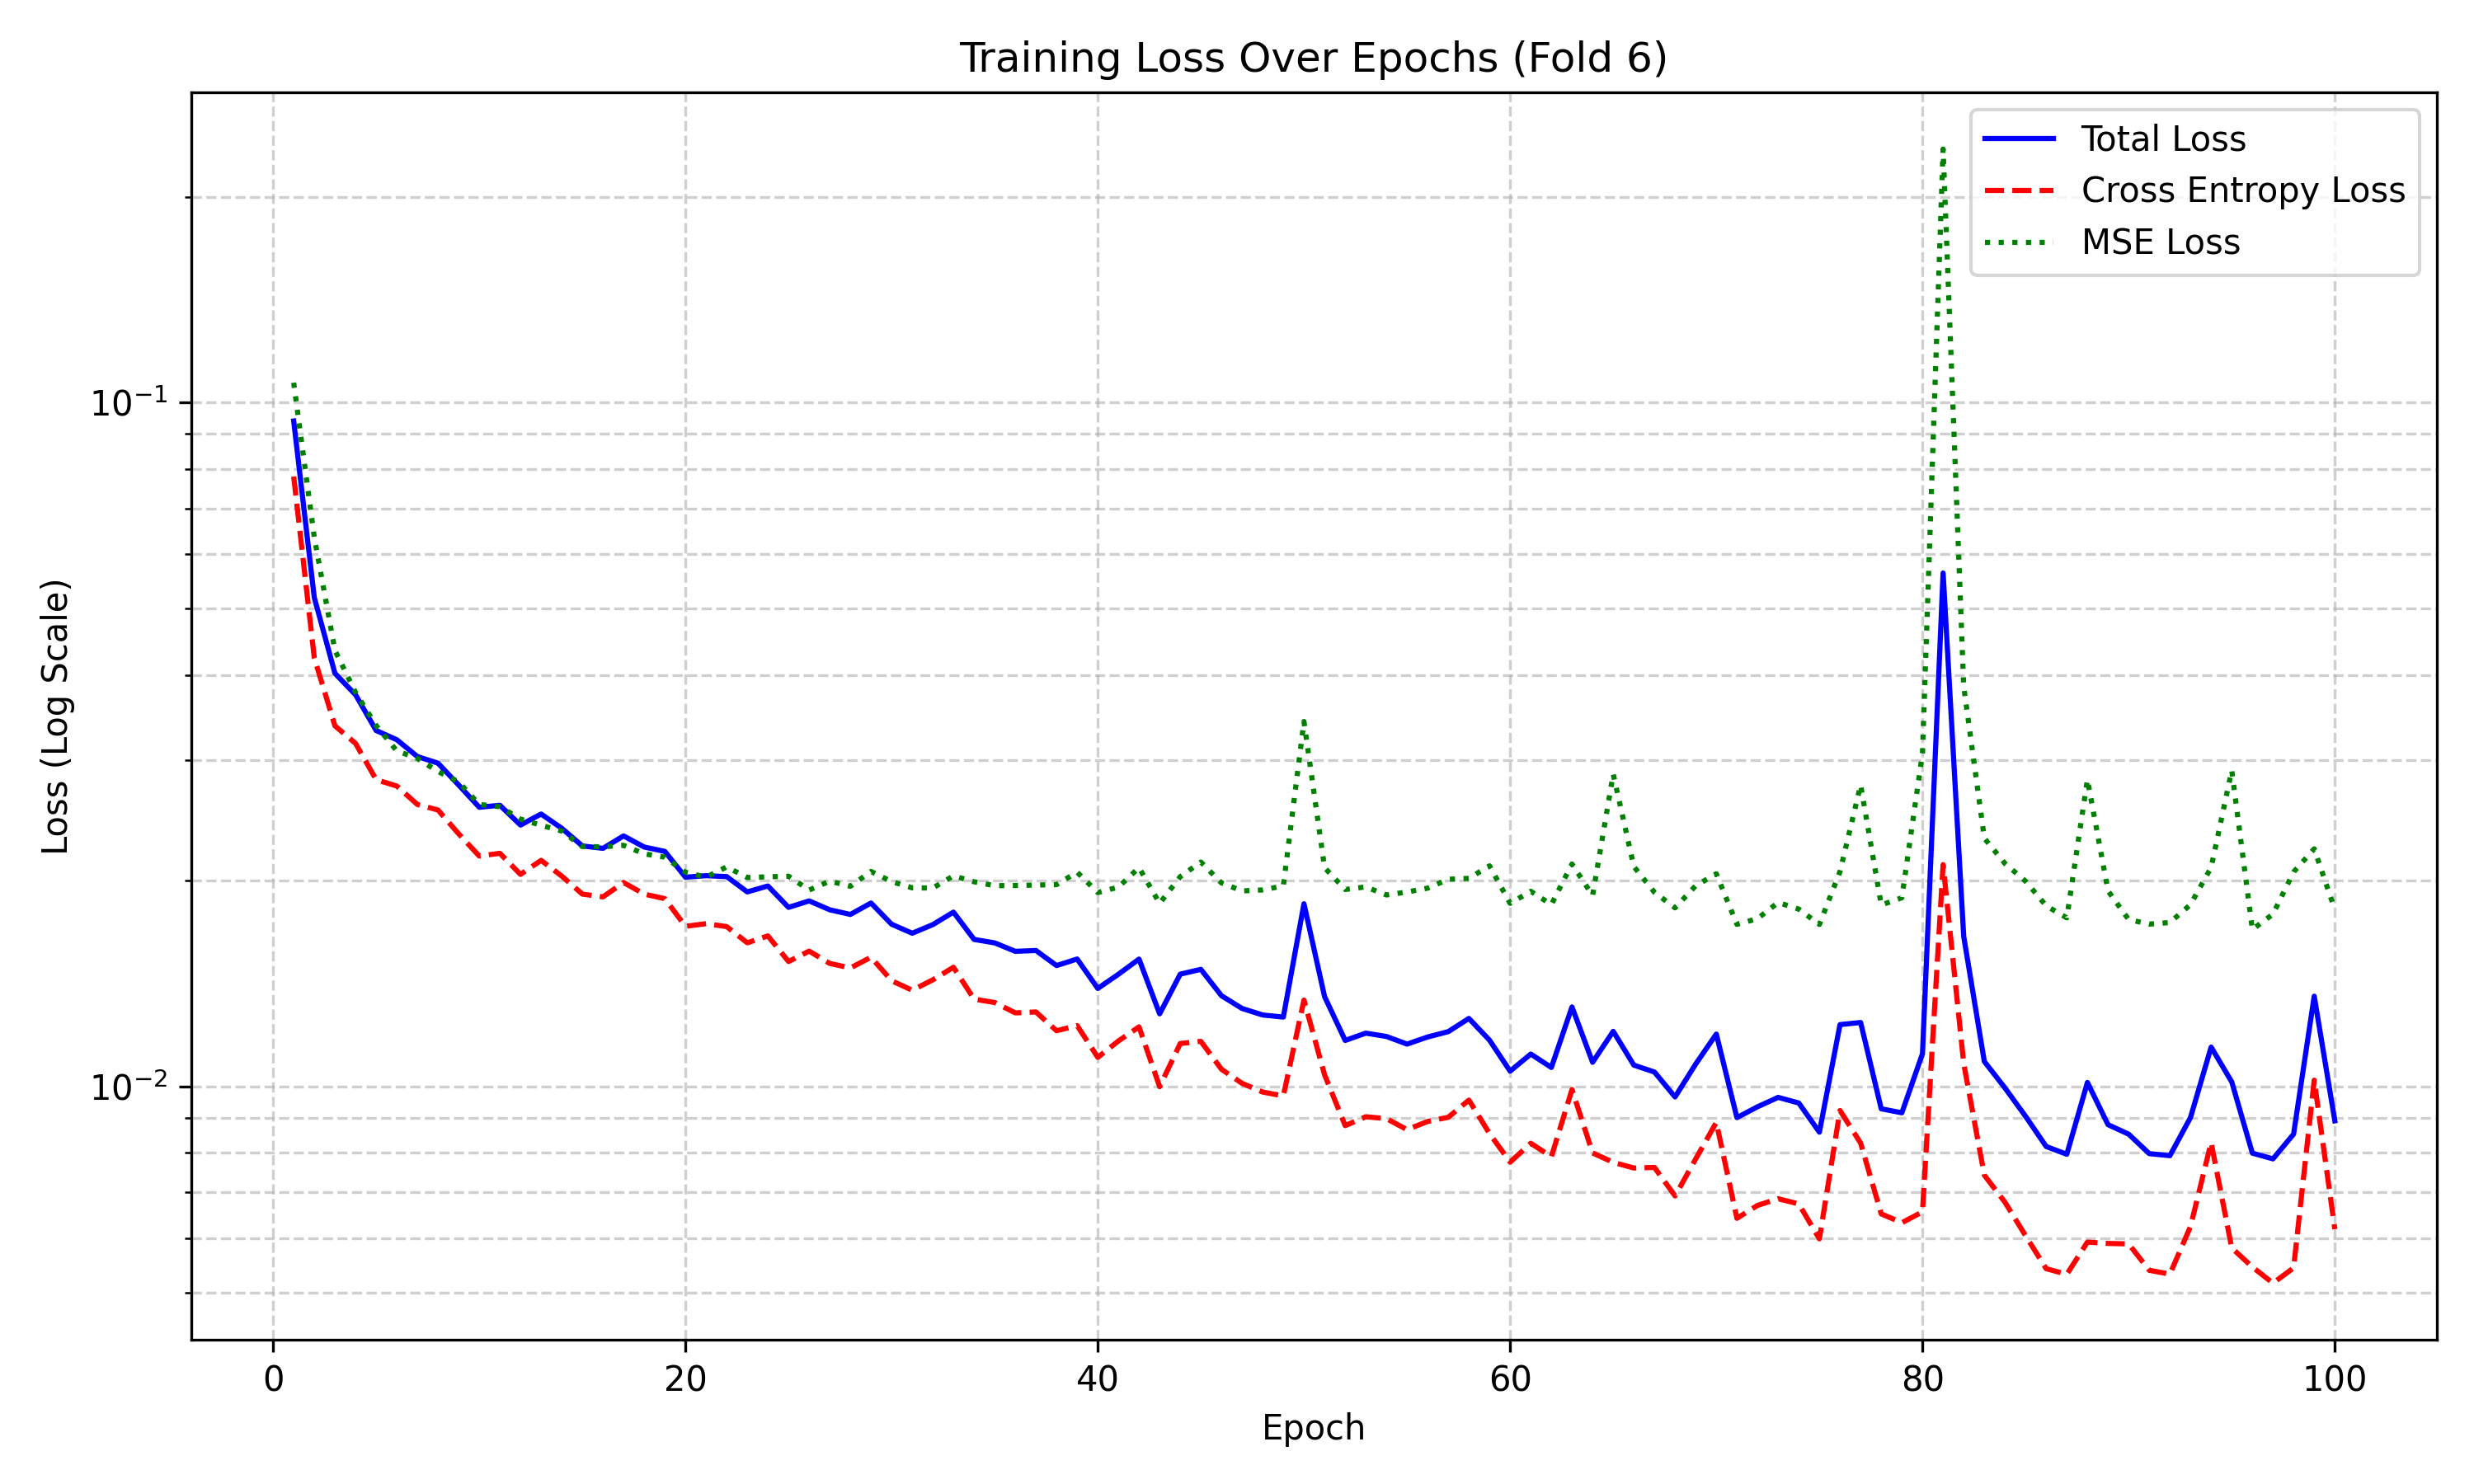 Training Loss Over Epochs (Fold 6)
Total Loss
Cross Entropy Loss
MSE Loss
Loss (Log Scale)
10⁻¹
10⁻²
0 20 40 60 80 100
Epoch